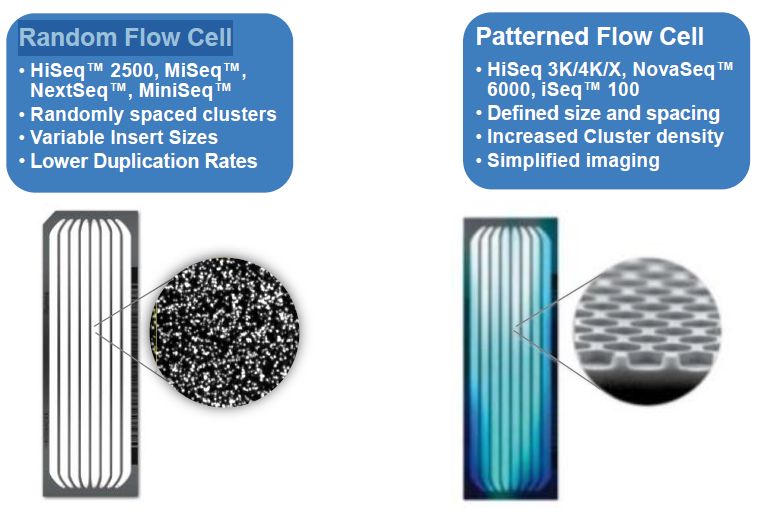 Random Flow Cell
• HiSeq™ 2500, MiSeq™,
NextSeq™, MiniSeq™
• Randomly spaced clusters
• Variable Insert Sizes
• Lower Duplication Rates
Patterned Flow Cell
• HiSeq 3K/4K/X, NovaSeq™
6000, iSeq™ 100
• Defined size and spacing
• Increased Cluster density
• Simplified imaging